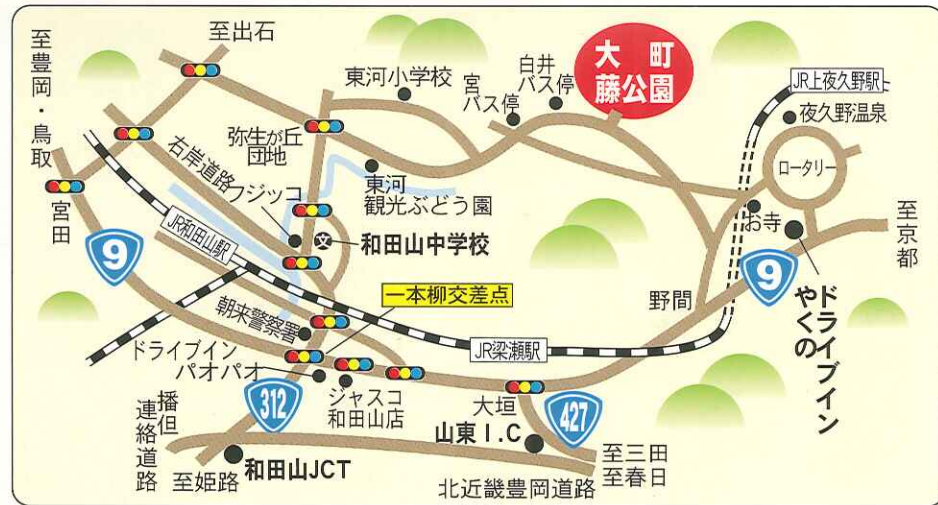 至出石
至豊岡・鳥取
東河小学校
宮
バス停
白井
バス停
大町
藤公園
JR上夜久野駅
夜久野温泉
ロータリー
弥生が丘
団地
右岸道路
フジッコ
東河
観光ぶどう園
宮田
9
JR和田山駅
文
和田山中学校
お寺
至京都
9
ドライブイン
やくの
野間
一本柳交差点
朝来警察署
JR梁瀬駅
ドライブイン
パオパオ
312
ジャスコ
和田山店
大垣
427
播但
連絡道路
山東I.C
至姫路
和田山JCT
北近畿豊岡道路
至三田
至春日